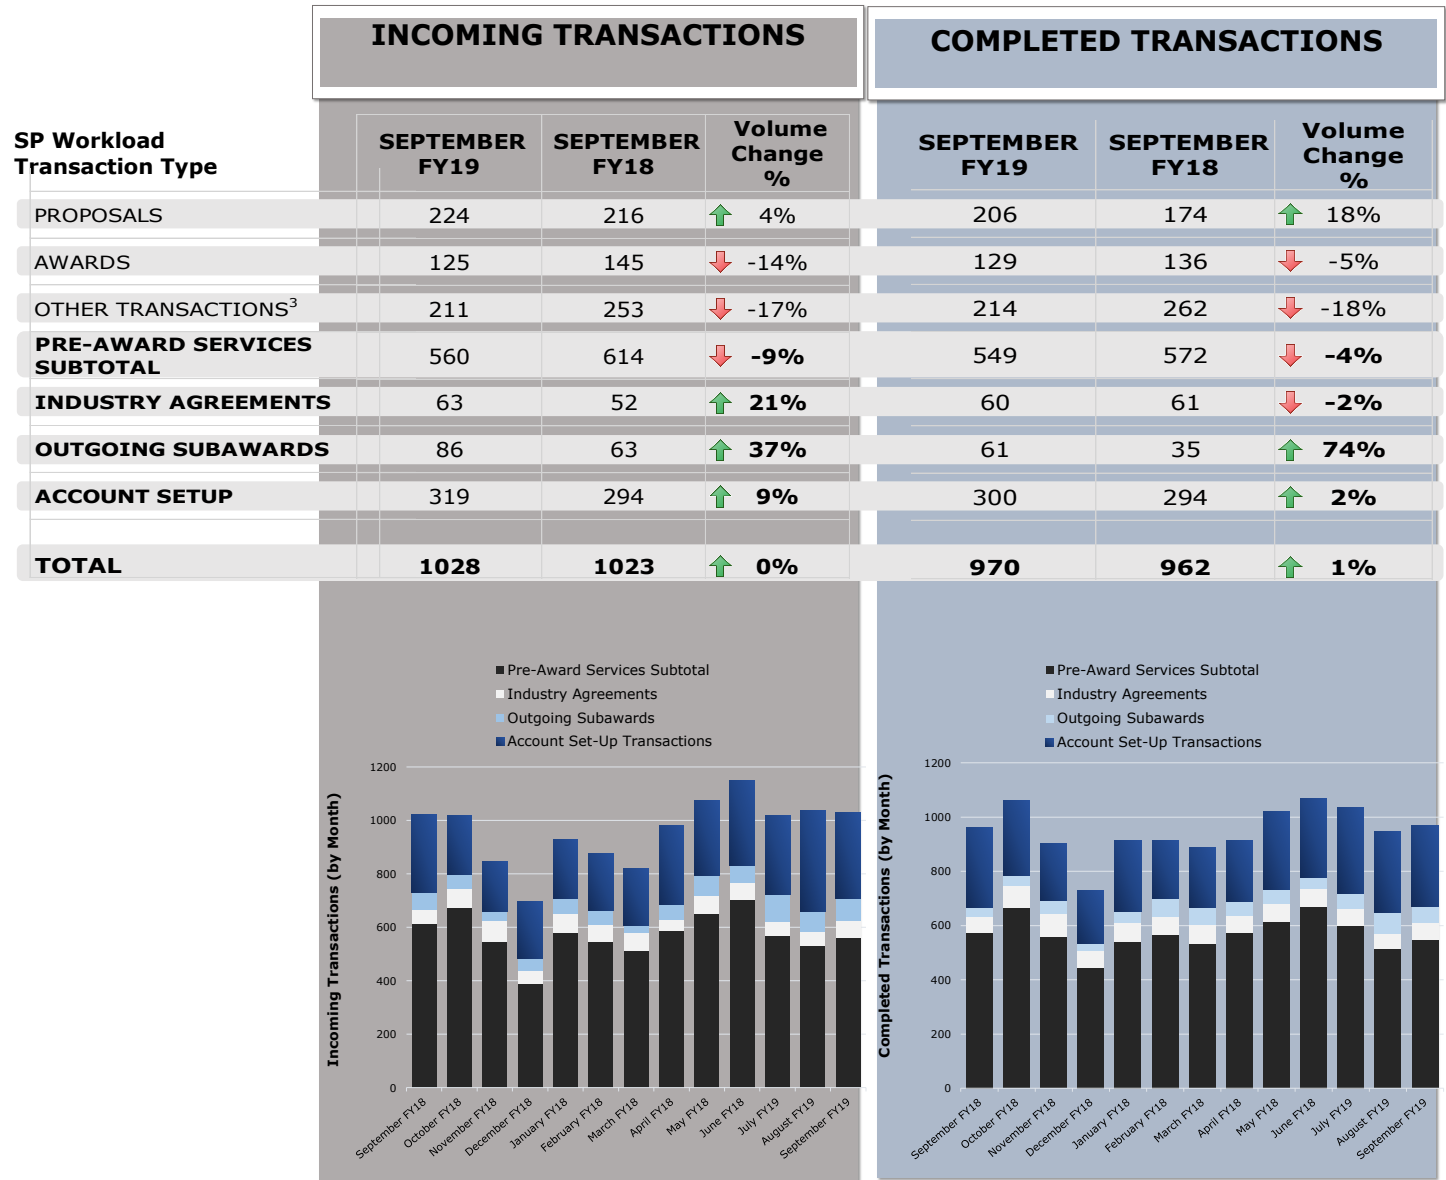 INCOMING TRANSACTIONS
COMPLETED TRANSACTIONS
SP Workload
Transaction Type
SEPTEMBER
FY19
SEPTEMBER
FY18
Volume
Change
%
SEPTEMBER
FY19
SEPTEMBER
FY18
Volume
Change
%
PROPOSALS 224 216 4% 206 174 18%
AWARDS 125 145 -14% 129 136 -5%
OTHER TRANSACTIONS³ 211 253 -17% 214 262 -18%
PRE-AWARD SERVICES
SUBTOTAL 560 614 -9% 549 572 -4%
INDUSTRY AGREEMENTS 63 52 21% 60 61 -2%
OUTGOING SUBAWARDS 86 63 37% 61 35 74%
ACCOUNT SETUP 319 294 9% 300 294 2%
TOTAL 1028 1023 0% 970 962 1%
Pre-Award Services Subtotal
Industry Agreements
Outgoing Subawards
Account Set-Up Transactions
Incoming Transactions (by Month)
1200
1000
800
600
400
200
0
September FY18
October FY18
November FY18
December FY18
January FY18
February FY18
March FY18
April FY18
May FY18
June FY18
July FY19
August FY19
September FY19
Pre-Award Services Subtotal
Industry Agreements
Outgoing Subawards
Account Set-Up Transactions
Completed Transactions (by Month)
1200
1000
800
600
400
200
0
September FY18
October FY18
November FY18
December FY18
January FY18
February FY18
March FY18
April FY18
May FY18
June FY18
July FY19
August FY19
September FY19